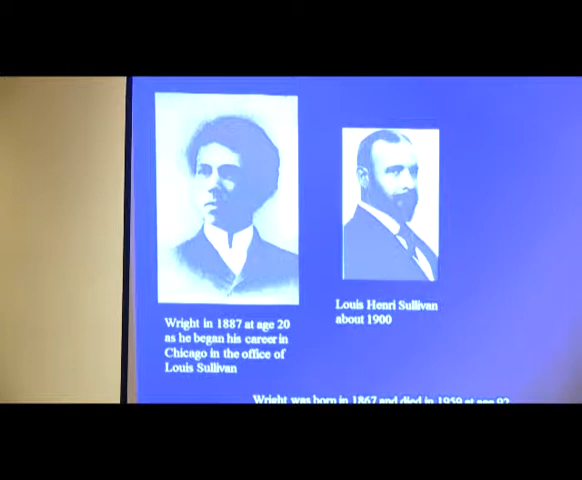 Wright in 1887 at age 20
as he began his career in
Chicago in the office of
Louis Sullivan
Louis Henri Sullivan
about 1900
Wright was born in 1867 and died in 1959 at age 92